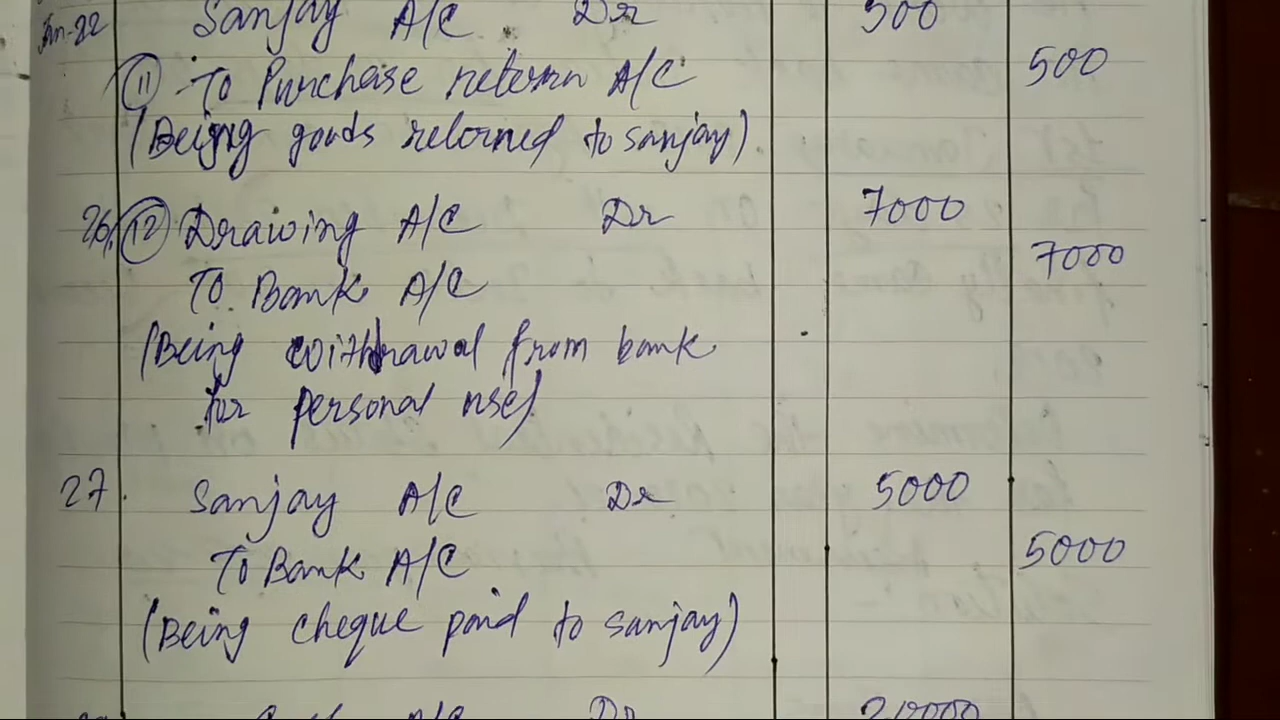 Jan-22 Sanjay A/C Dr 500
(11) To Purchase return A/C 500
(Being goods retorned to sanjay)
26, (12) Drawing A/C Dr 7000
To Bank A/C 7000
(Being withdrawal from bank
for personal use)
27. Sanjay A/C Dr 5000
To Bank A/C 5000
(Being cheque paid to sanjay)
A/C Dr